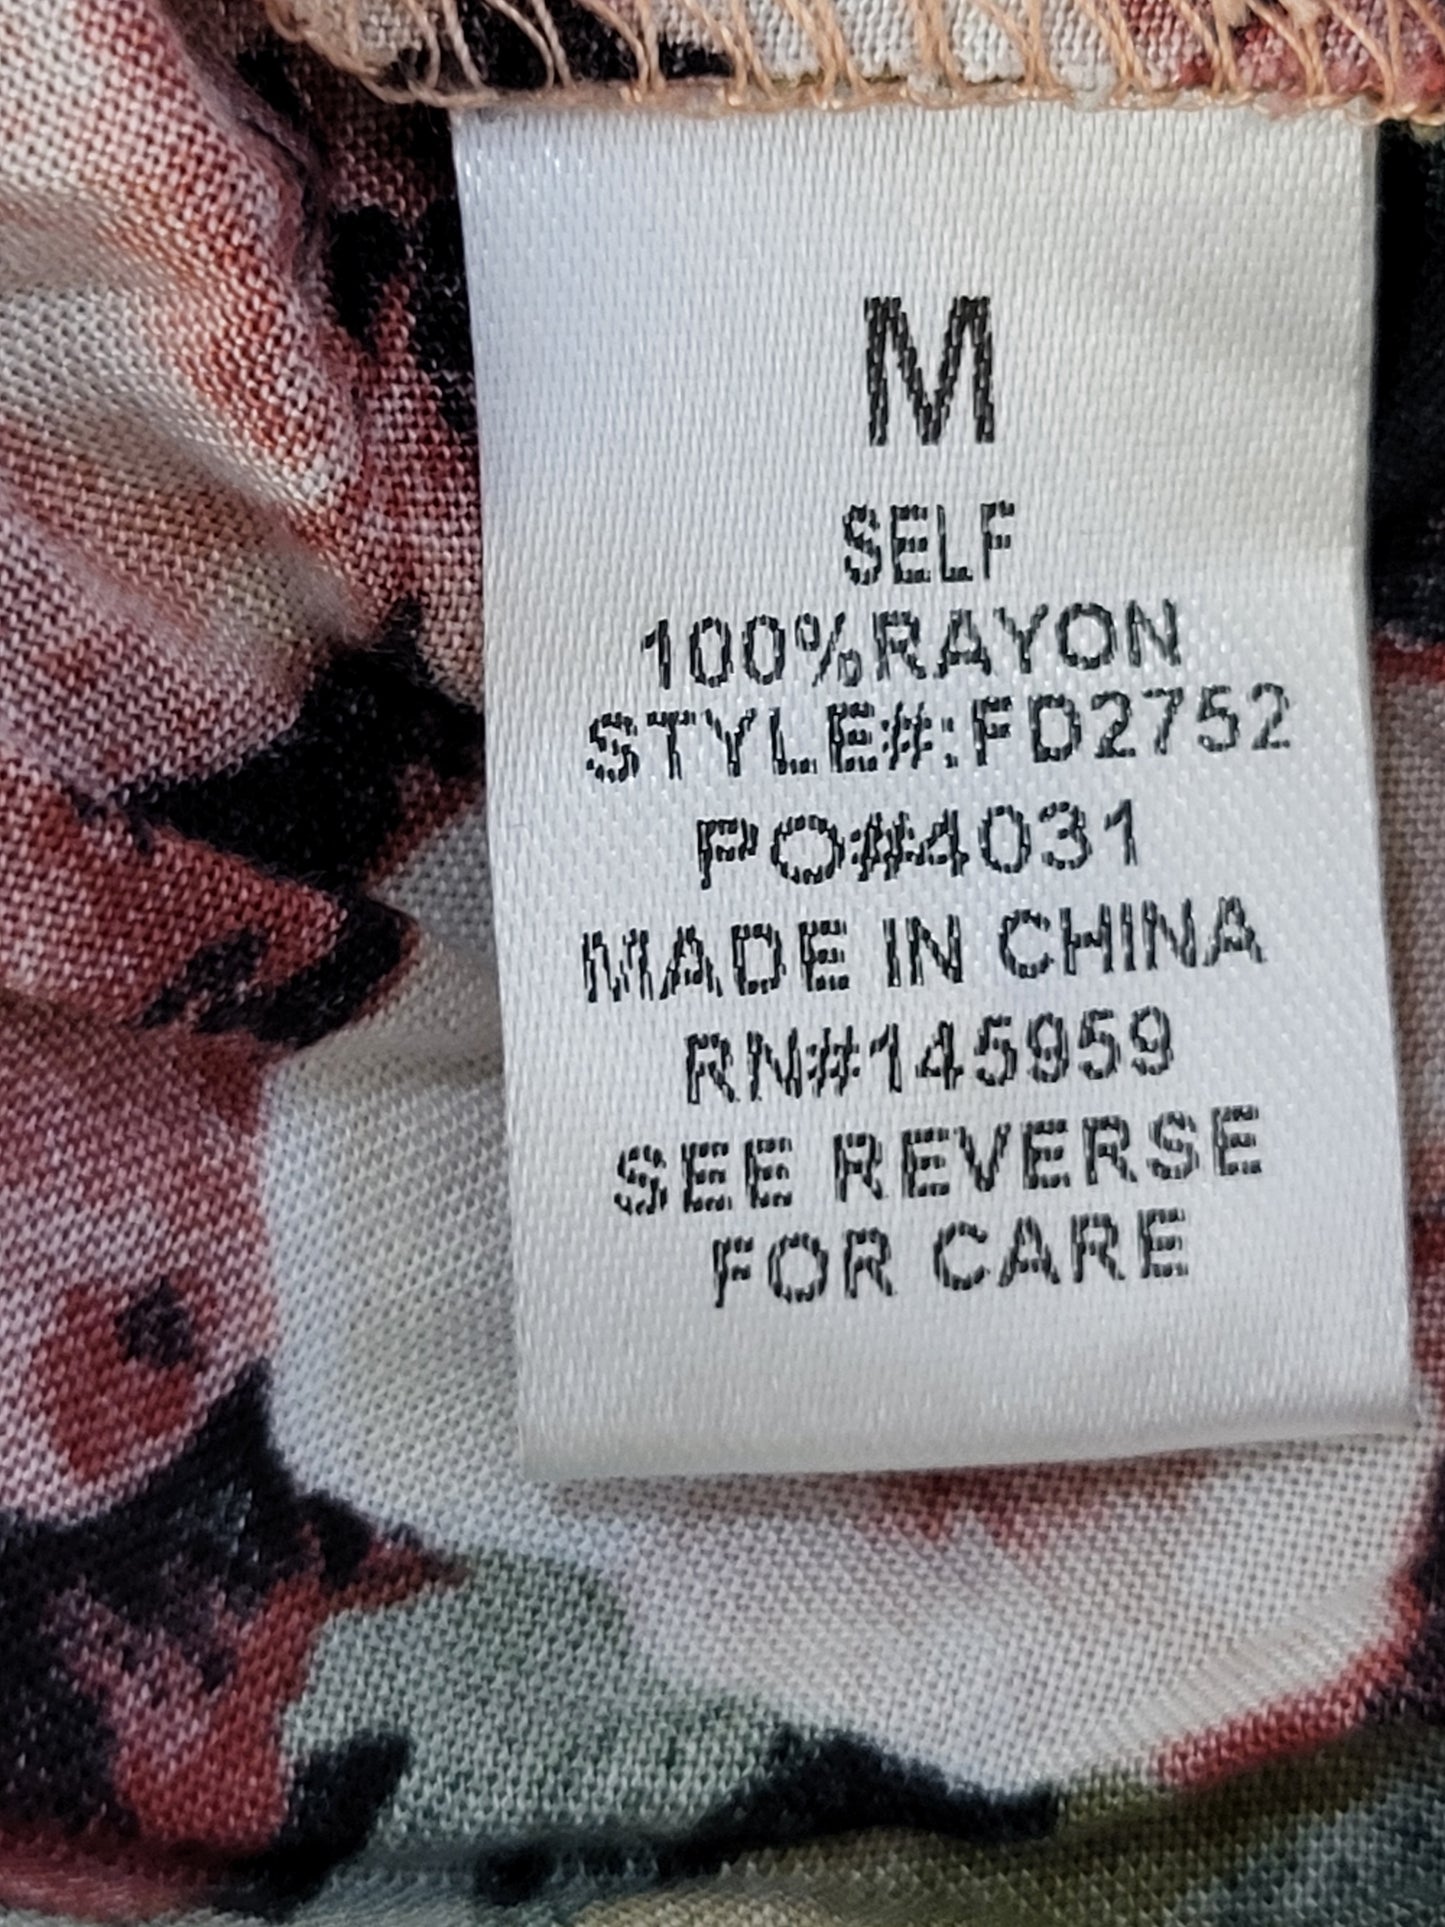 M
SELF
100%RAYON
STYLE#:FD2752
PO#4031
MADE IN CHINA
RN#145959
SEE REVERSE
FOR CARE